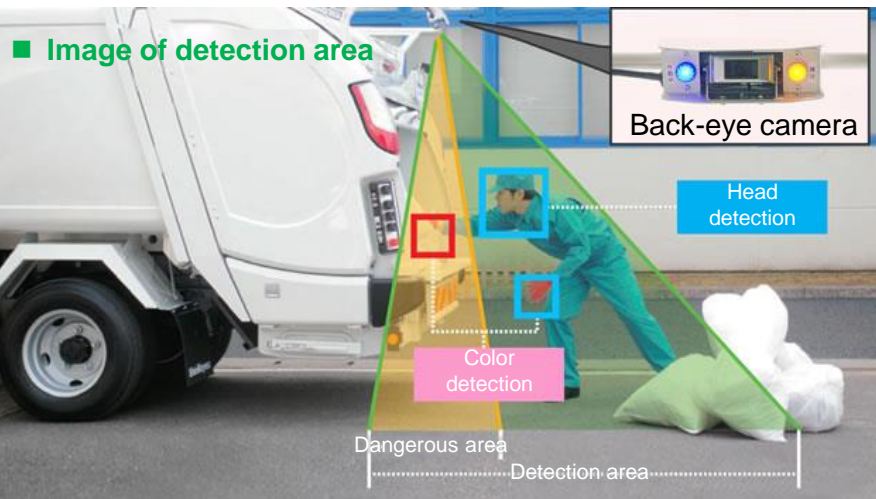 Image of detection area
Back-eye camera
Head
detection
Color
detection
Dangerous area
Detection area